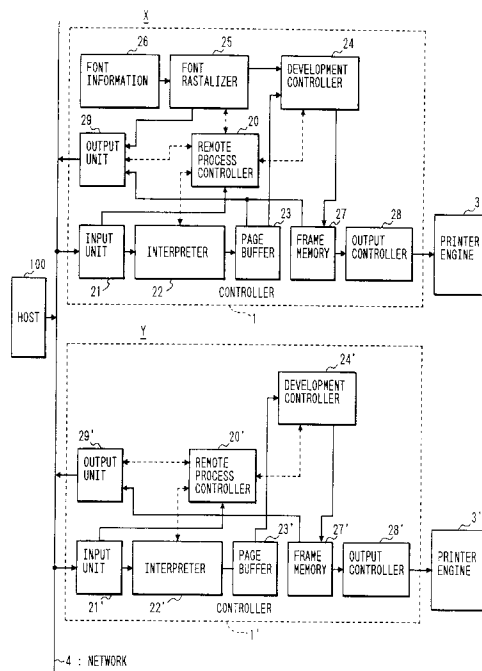 X
26
25
24
FONT
INFORMATION
FONT
RASTALIZER
DEVELOPMENT
CONTROLLER
29
20
OUTPUT
UNIT
REMOTE
PROCESS
CONTROLLER
23
27
28
3
INPUT
UNIT
INTERPRETER
PAGE
BUFFER
FRAME
MEMORY
OUTPUT
CONTROLLER
PRINTER
ENGINE
100
21
22
CONTROLLER
1
HOST
Y
24'
DEVELOPMENT
CONTROLLER
29'
20'
OUTPUT
UNIT
REMOTE
PROCESS
CONTROLLER
23'
27'
28'
3'
INPUT
UNIT
INTERPRETER
PAGE
BUFFER
FRAME
MEMORY
OUTPUT
CONTROLLER
PRINTER
ENGINE
21'
22'
CONTROLLER
1'
4 : NETWORK